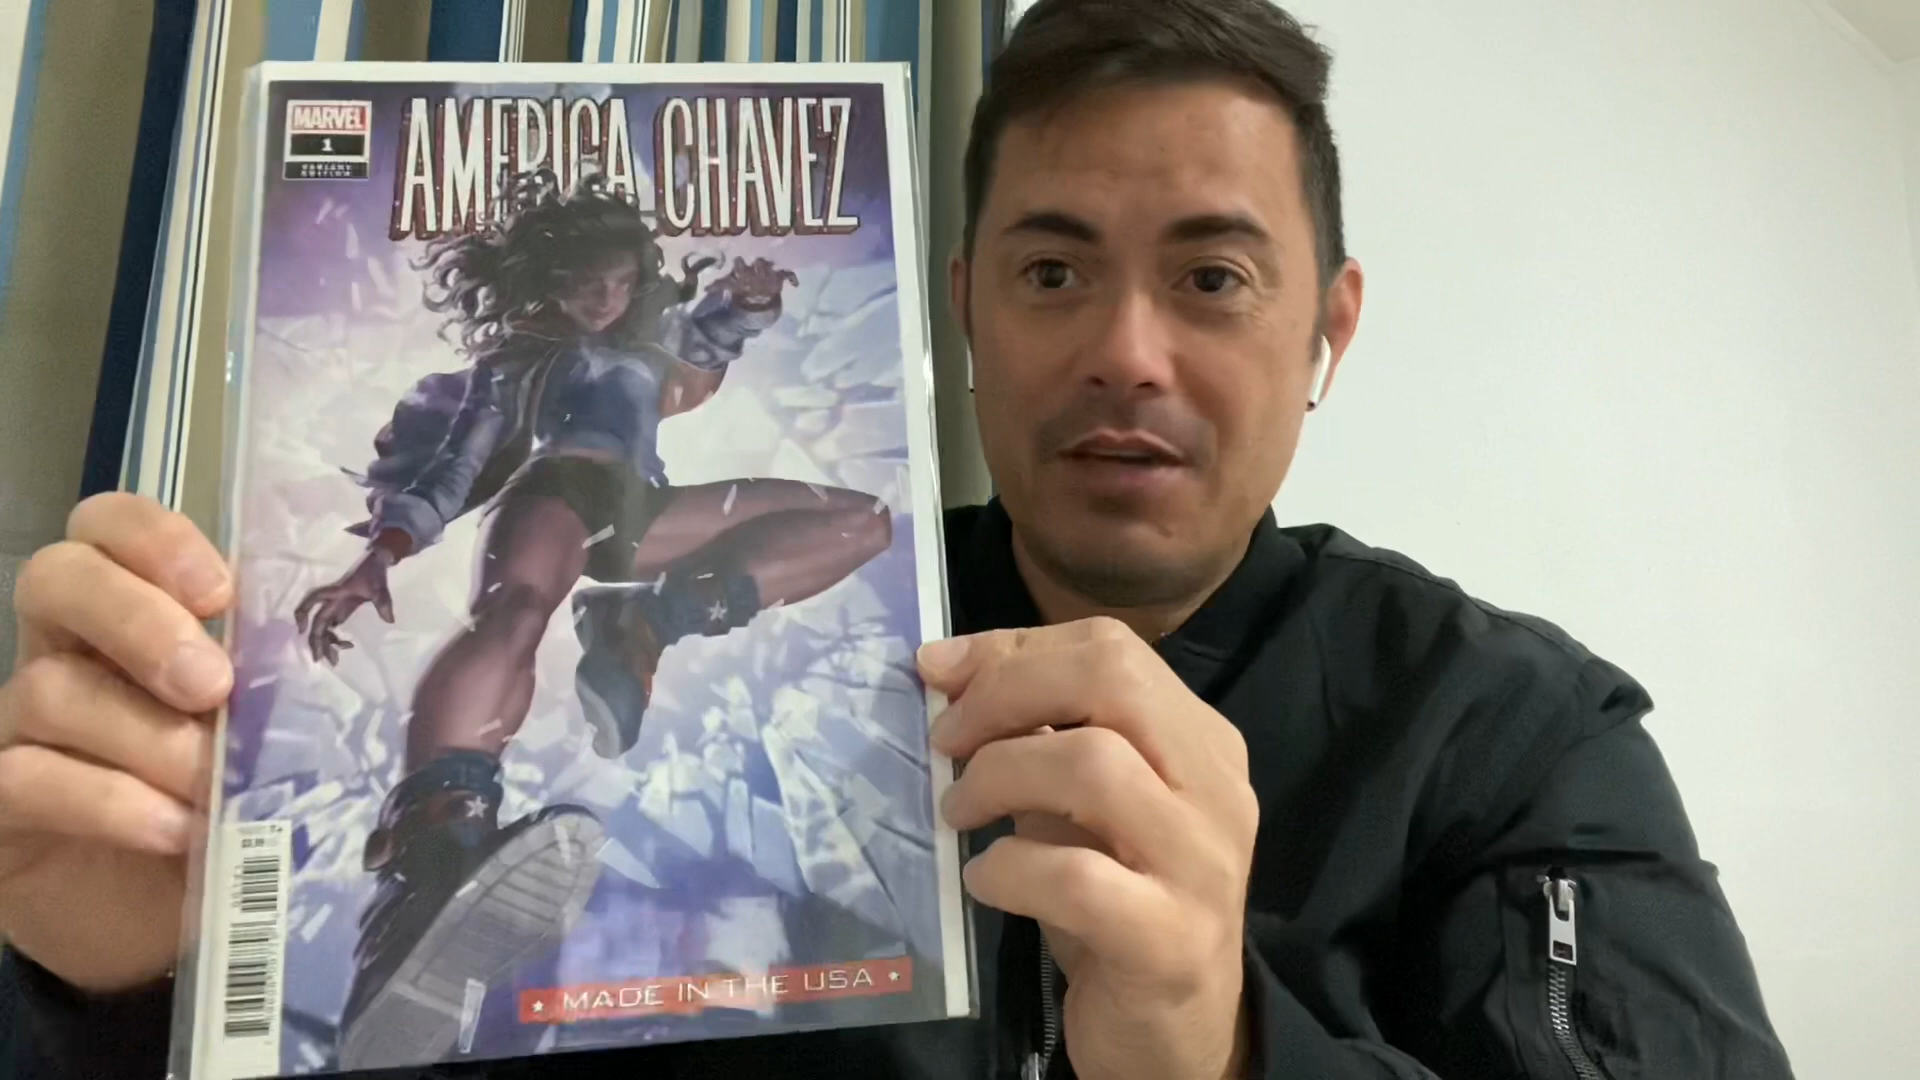 MARVEL
1
VARIANT
EDITION
AMERICA CHAVEZ
MADE IN THE USA